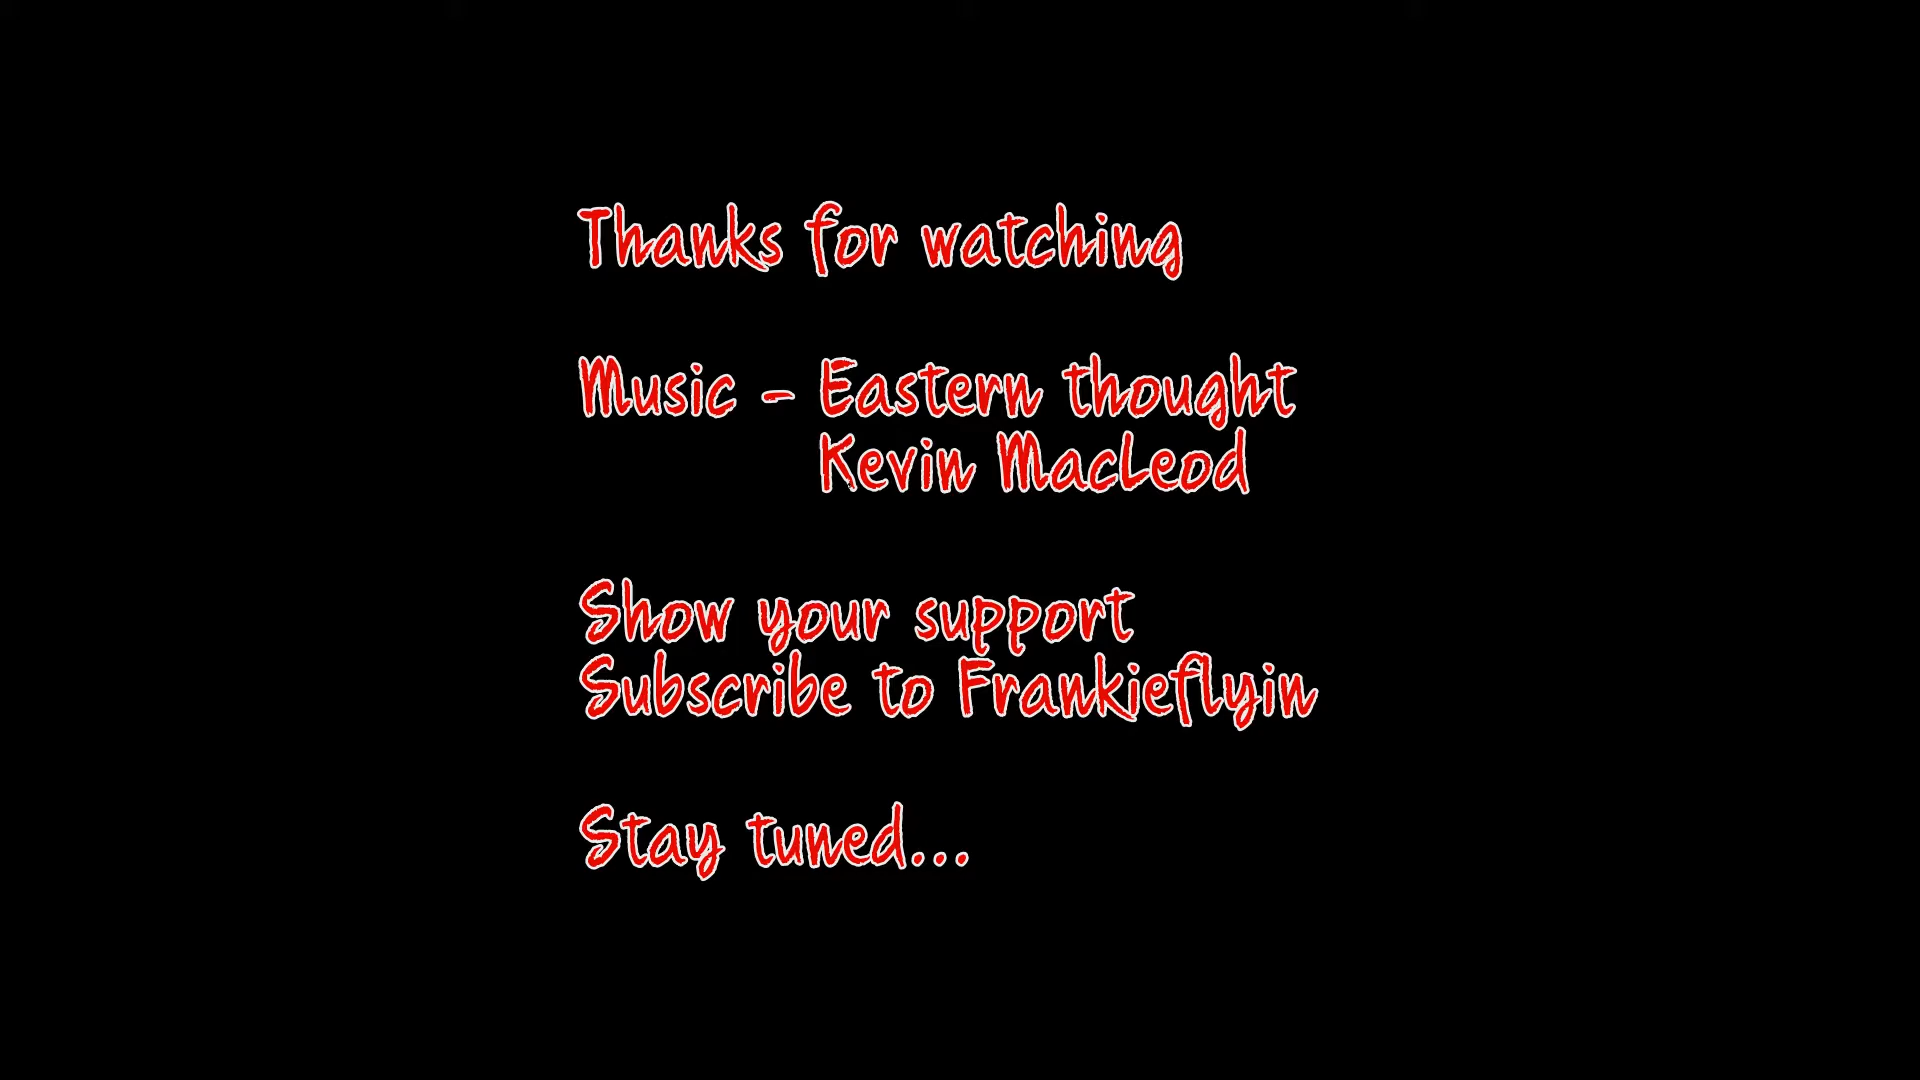 Thanks for watching
Music - Eastern thought
Kevin MacLeod
Show your support
Subscribe to Frankieflyin
Stay tuned...